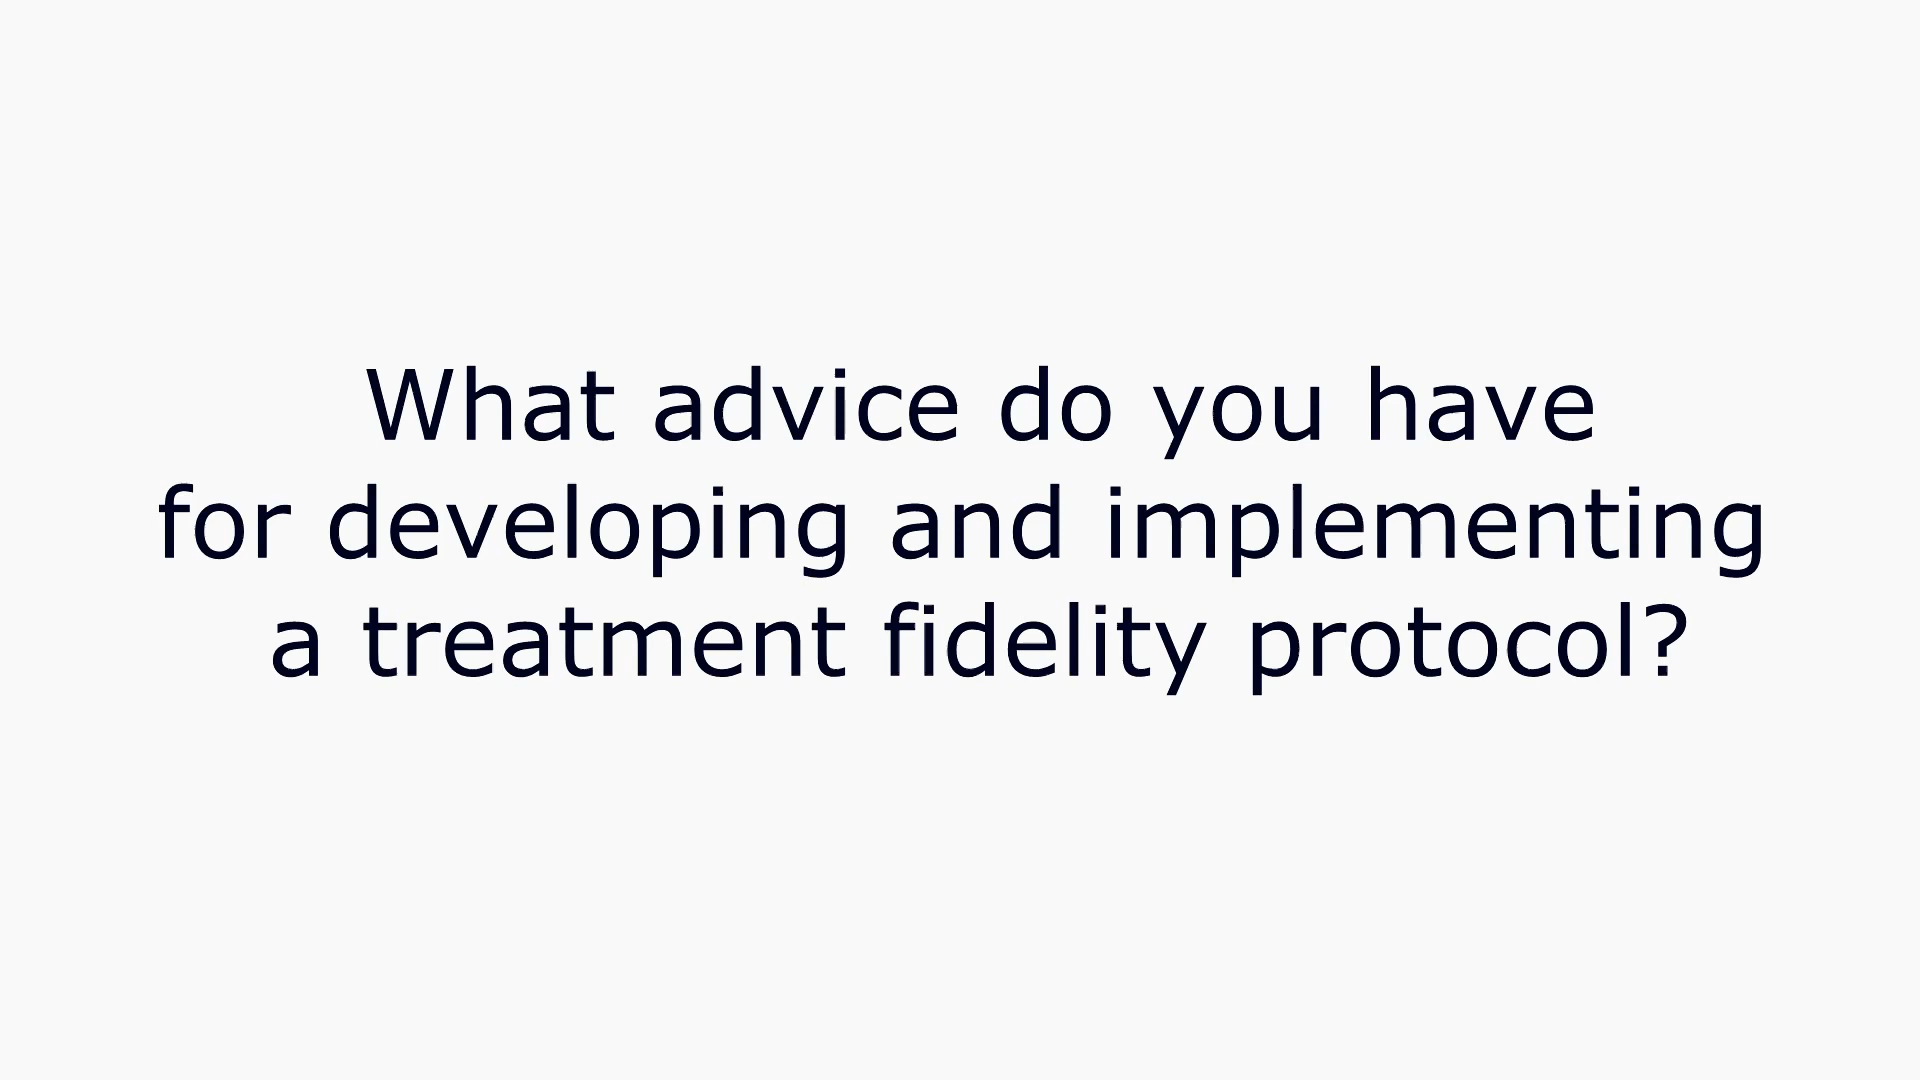 What advice do you have
for developing and implementing
a treatment fidelity protocol?